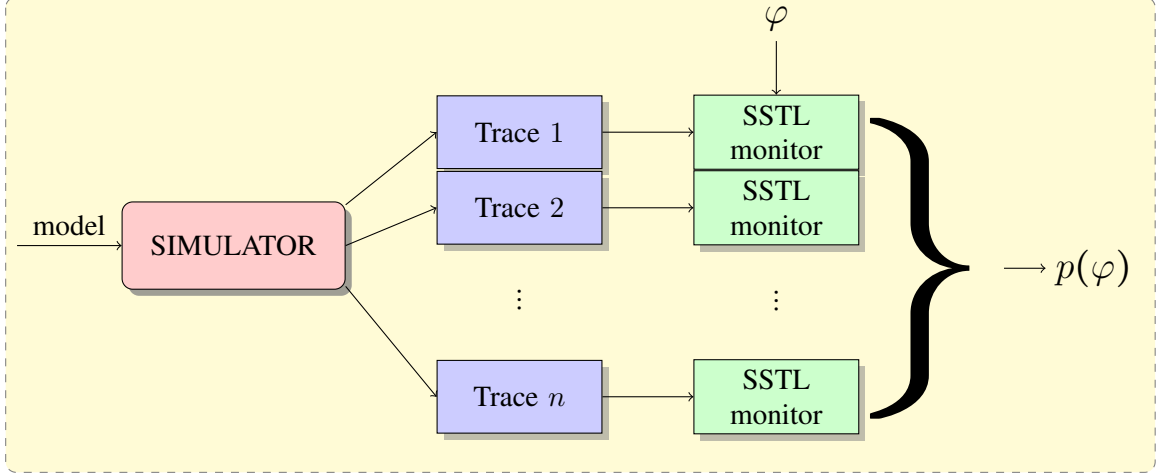 φ
model
SIMULATOR
Trace 1
SSTL
monitor
Trace 2
SSTL
monitor
⋮
⋮
Trace n
SSTL
monitor
p(φ)